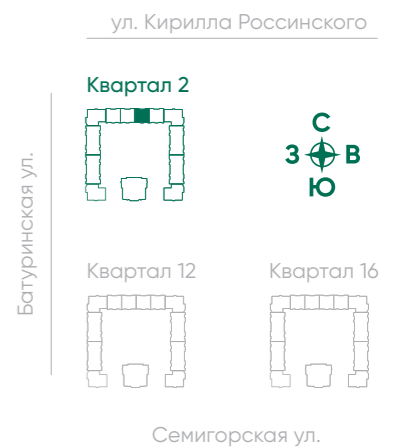 ул. Кирилла Россинского
Квартал 2
С
З В
Ю
Батуринская ул.
Квартал 12
Квартал 16
Семигорская ул.